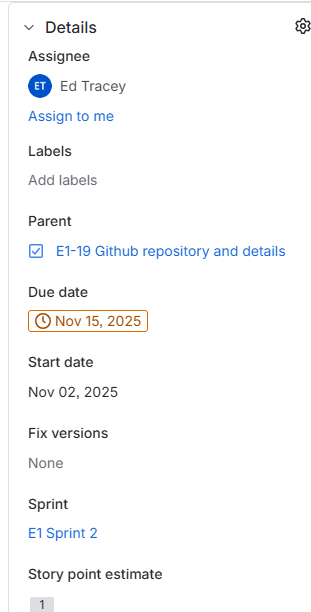 Details
Assignee
ET Ed Tracey
Assign to me
Labels
Add labels
Parent
E1-19 Github repository and details
Due date
Nov 15, 2025
Start date
Nov 02, 2025
Fix versions
None
Sprint
E1 Sprint 2
Story point estimate
1